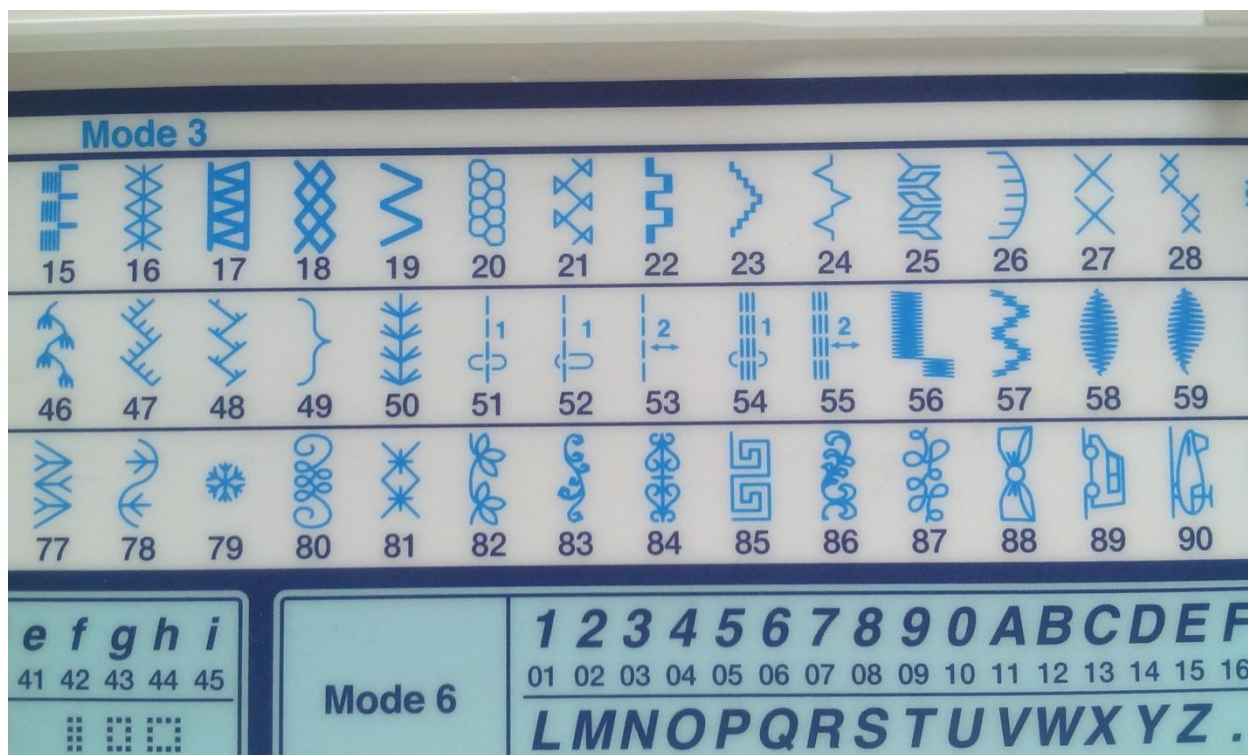 Mode 3
15 16 17 18 19 20 21 22 23 24 25 26 27 28
1 1 2 1 2
46 47 48 49 50 51 52 53 54 55 56 57 58 59
77 78 79 80 81 82 83 84 85 86 87 88 89 90
e f g h i
41 42 43 44 45
Mode 6
1 2 3 4 5 6 7 8 9 0 A B C D E F
01 02 03 04 05 06 07 08 09 10 11 12 13 14 15 16
L M N O P Q R S T U V W X Y Z .